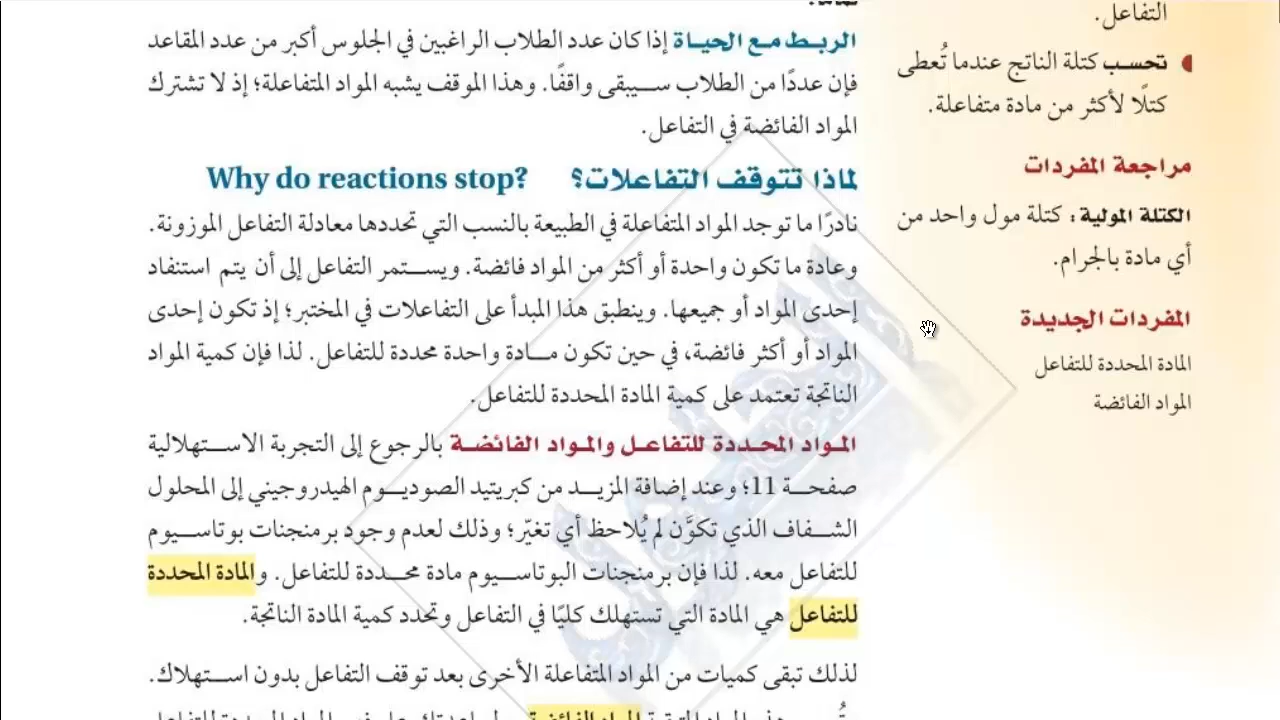 التفاعل.
تحسب كتلة الناتج عندما تُعطى
كتلًا لأكثر من مادة متفاعلة.
مراجعة المفردات
الكتلة المولية: كتلة مول واحد من
أي مادة بالجرام.
المفردات الجديدة
المادة المحددة للتفاعل
المواد الفائضة
الربط مع الحياة إذا كان عدد الطلاب الراغبين في الجلوس أكبر من عدد المقاعد
فإن عددًا من الطلاب سيبقى واقفًا. وهذا الموقف يشبه المواد المتفاعلة؛ إذ لا تشترك
المواد الفائضة في التفاعل.
لماذا تتوقف التفاعلات؟ Why do reactions stop?
نادرًا ما توجد المواد المتفاعلة في الطبيعة بالنسب التي تحددها معادلة التفاعل الموزونة.
وعادة ما تكون واحدة أو أكثر من المواد فائضة. ويستمر التفاعل إلى أن يتم استنفاد
إحدى المواد أو جميعها. وينطبق هذا المبدأ على التفاعلات في المختبر؛ إذ تكون إحدى
المواد أو أكثر فائضة، في حين تكون مادة واحدة محددة للتفاعل. لذا فإن كمية المواد
الناتجة تعتمد على كمية المادة المحددة للتفاعل.
المواد المحددة للتفاعل والمواد الفائضة بالرجوع إلى التجربة الاستهلالية
صفحة 11؛ وعند إضافة المزيد من كبريتيد الصوديوم الهيدروجيني إلى المحلول
الشفاف الذي تكوَّن لم يُلاحظ أي تغيّر؛ وذلك لعدم وجود برمنجنات بوتاسيوم
للتفاعل معه. لذا فإن برمنجنات البوتاسيوم مادة محددة للتفاعل. والمادة المحددة
للتفاعل هي المادة التي تستهلك كليًا في التفاعل وتحدد كمية المادة الناتجة.
لذلك تبقى كميات من المواد المتفاعلة الأخرى بعد توقف التفاعل بدون استهلاك.